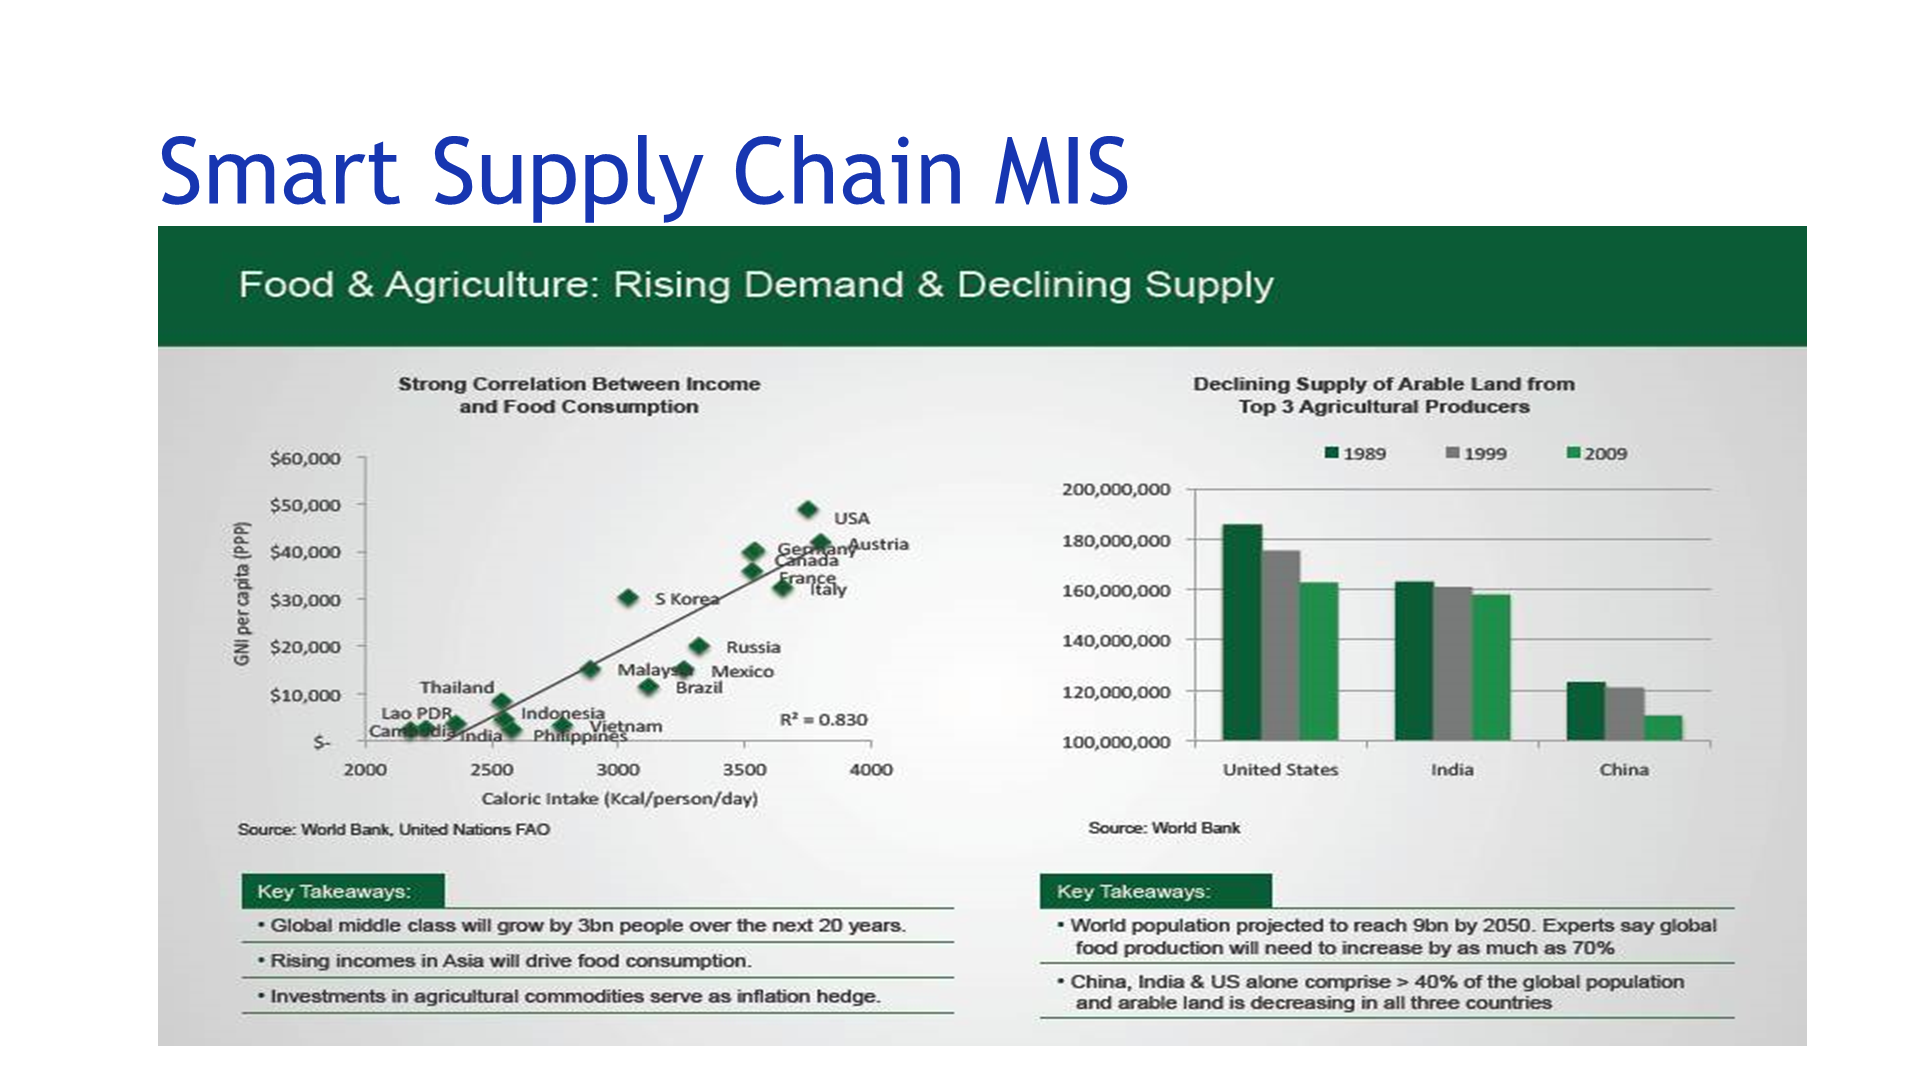 Smart Supply Chain MIS
Food & Agriculture: Rising Demand & Declining Supply
Strong Correlation Between Income
and Food Consumption
$60,000
$50,000
$40,000
$30,000
$20,000
$10,000
$-
GNI per capita (PPP)
USA
Austria
Germany
Canada
France
Italy
S Korea
Russia
Malaysia
Mexico
Brazil
Thailand
Lao PDR
Indonesia
Vietnam
Cambodia
India
Philippines
R² = 0.830
2000 2500 3000 3500 4000
Caloric Intake (Kcal/person/day)
Source: World Bank, United Nations FAO
Key Takeaways:
• Global middle class will grow by 3bn people over the next 20 years.
• Rising incomes in Asia will drive food consumption.
• Investments in agricultural commodities serve as inflation hedge.
Declining Supply of Arable Land from
Top 3 Agricultural Producers
1989 1999 2009
200,000,000
180,000,000
160,000,000
140,000,000
120,000,000
100,000,000
United States India China
Source: World Bank
Key Takeaways:
• World population projected to reach 9bn by 2050. Experts say global
food production will need to increase by as much as 70%
• China, India & US alone comprise > 40% of the global population
and arable land is decreasing in all three countries